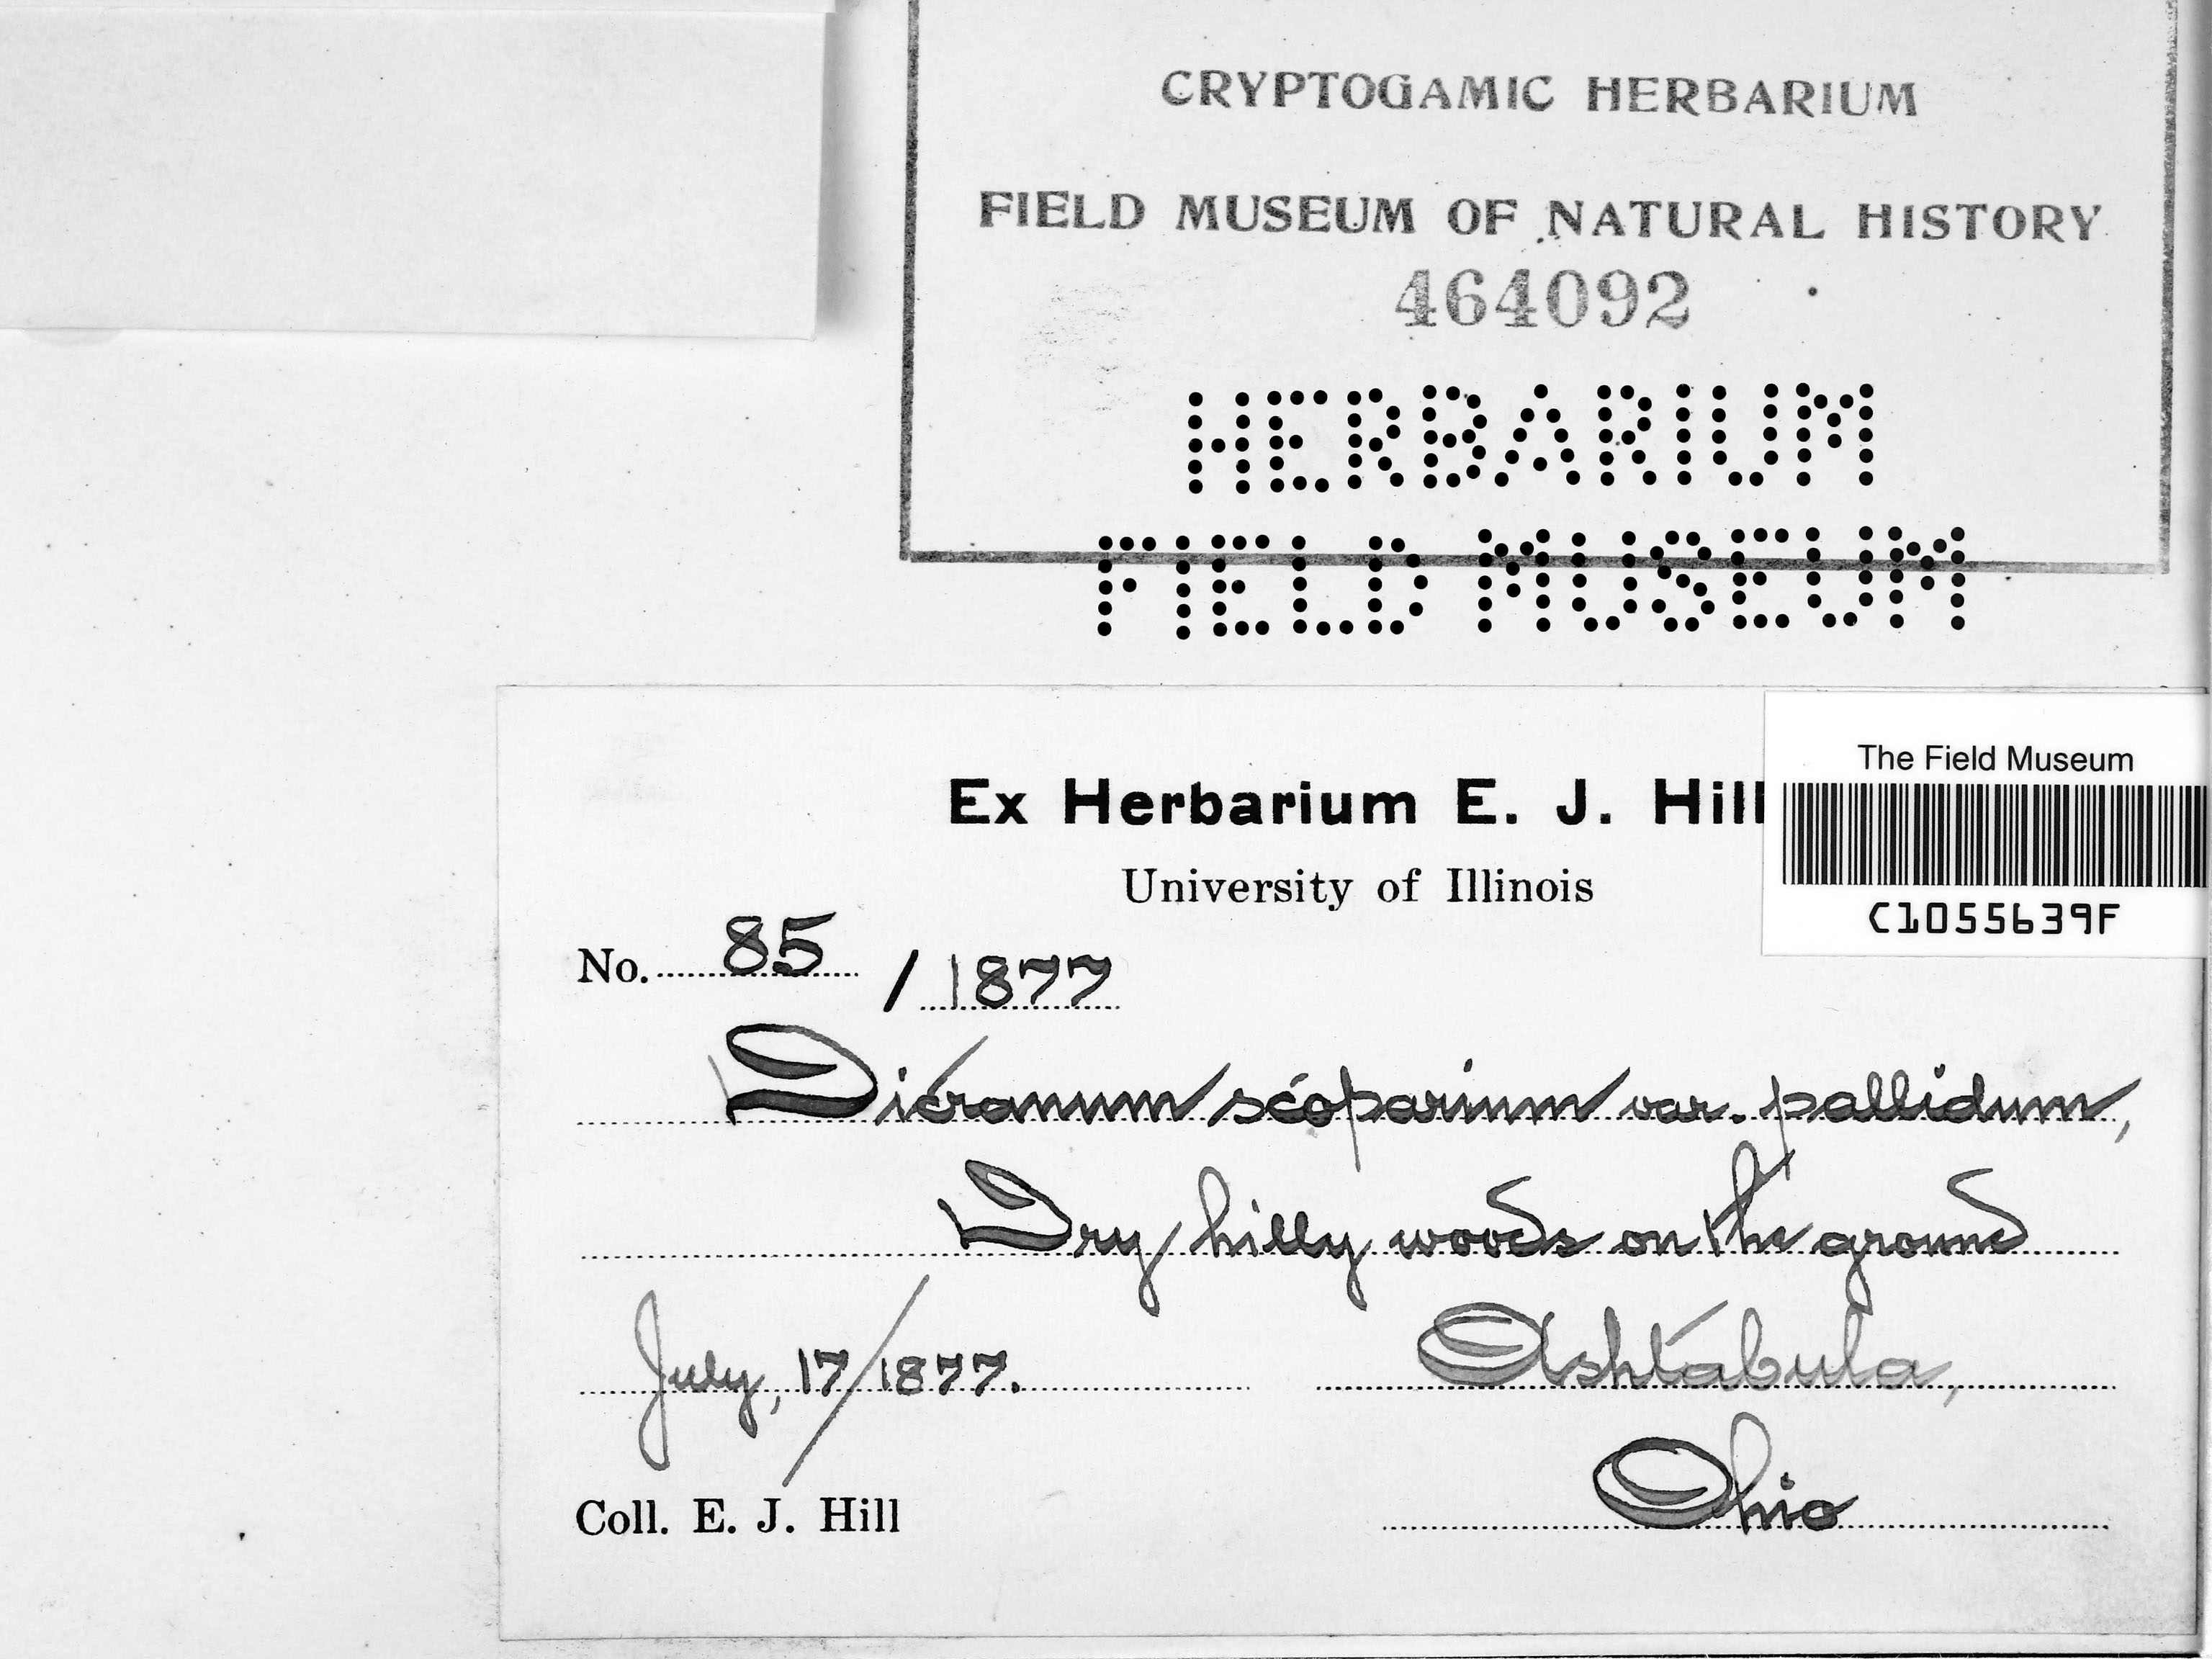 CRYPTOGAMIC HERBARIUM
FIELD MUSEUM OF NATURAL HISTORY
464092
HERBARIUM
FIELD MUSEUM
Ex Herbarium E. J. Hill
University of Illinois
The Field Museum
C1055639F
No. 85 / 1877
Dicranum scoparium var. pallidum,
Dry hilly woods on the ground
July, 17/1877. Ashtabula,
Coll. E. J. Hill Ohio